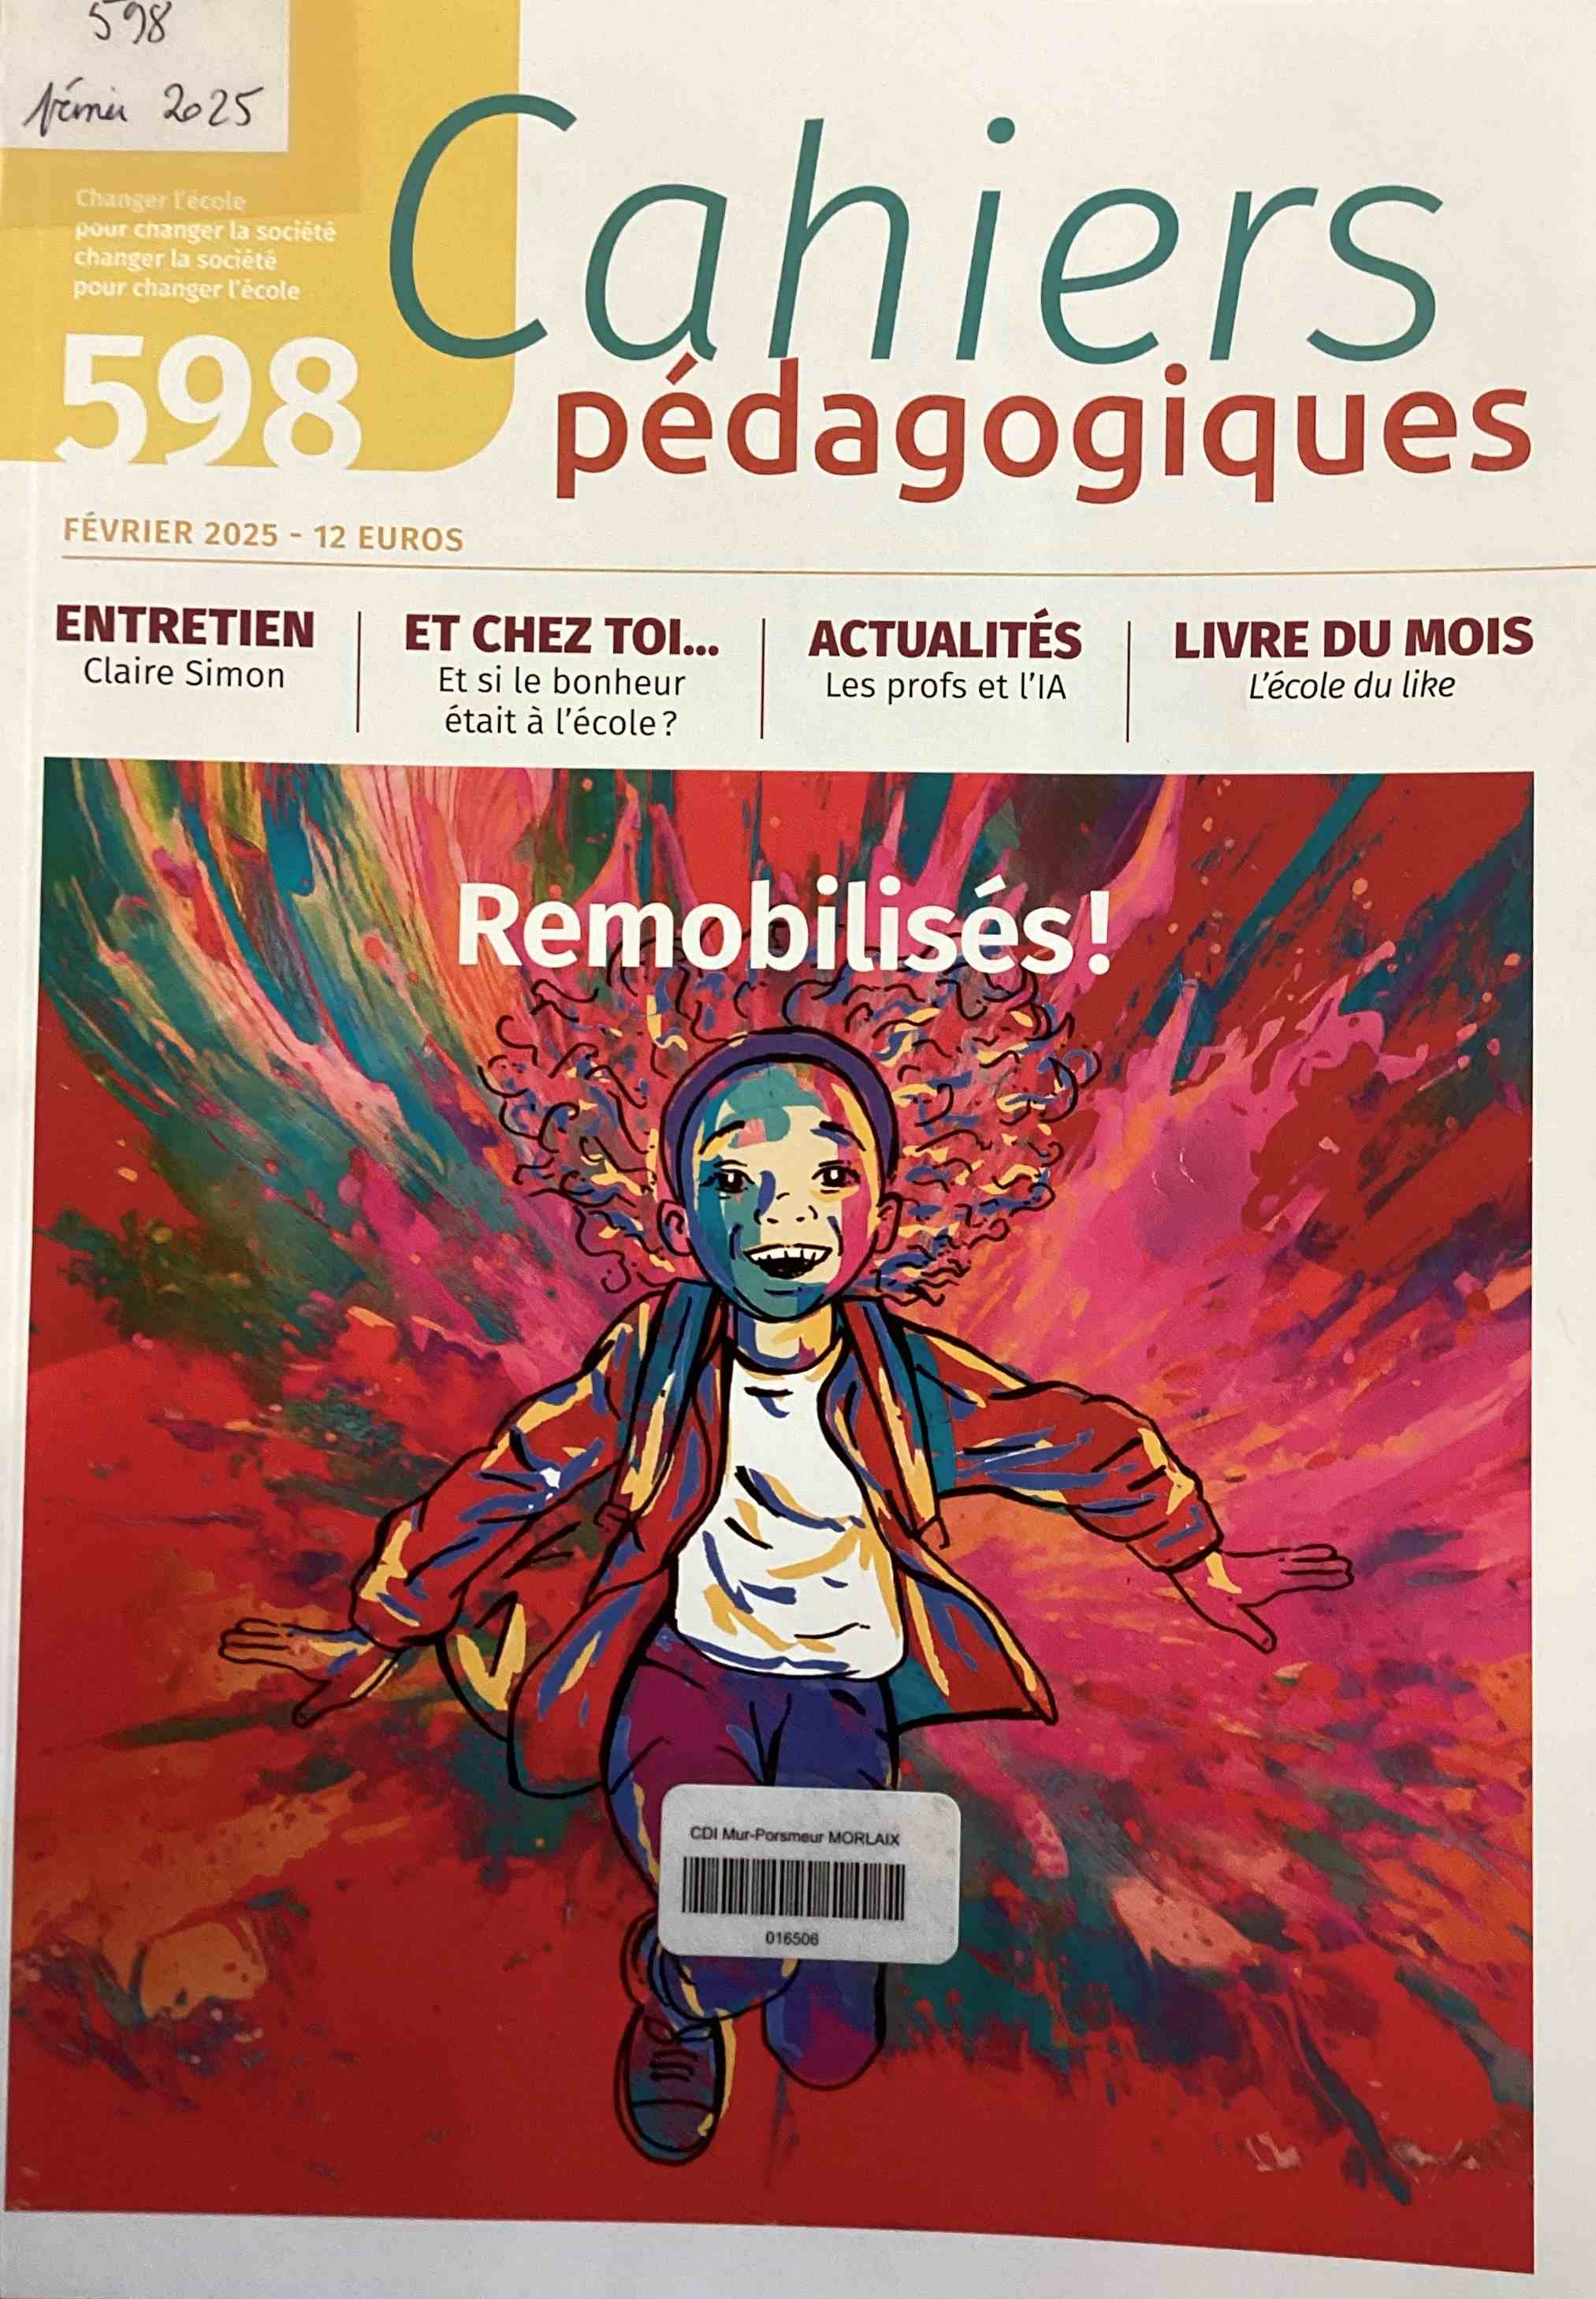 598
février 2025
Changer l'école
pour changer la société
changer la société
pour changer l'école
598
Cahiers
pédagogiques
FÉVRIER 2025 - 12 EUROS
ENTRETIEN
Claire Simon
ET CHEZ TOI...
Et si le bonheur
était à l'école ?
ACTUALITÉS
Les profs et l'IA
LIVRE DU MOIS
L'école du like
Remobilisés !
CDI Mur-Porsmeur MORLAIX
016506